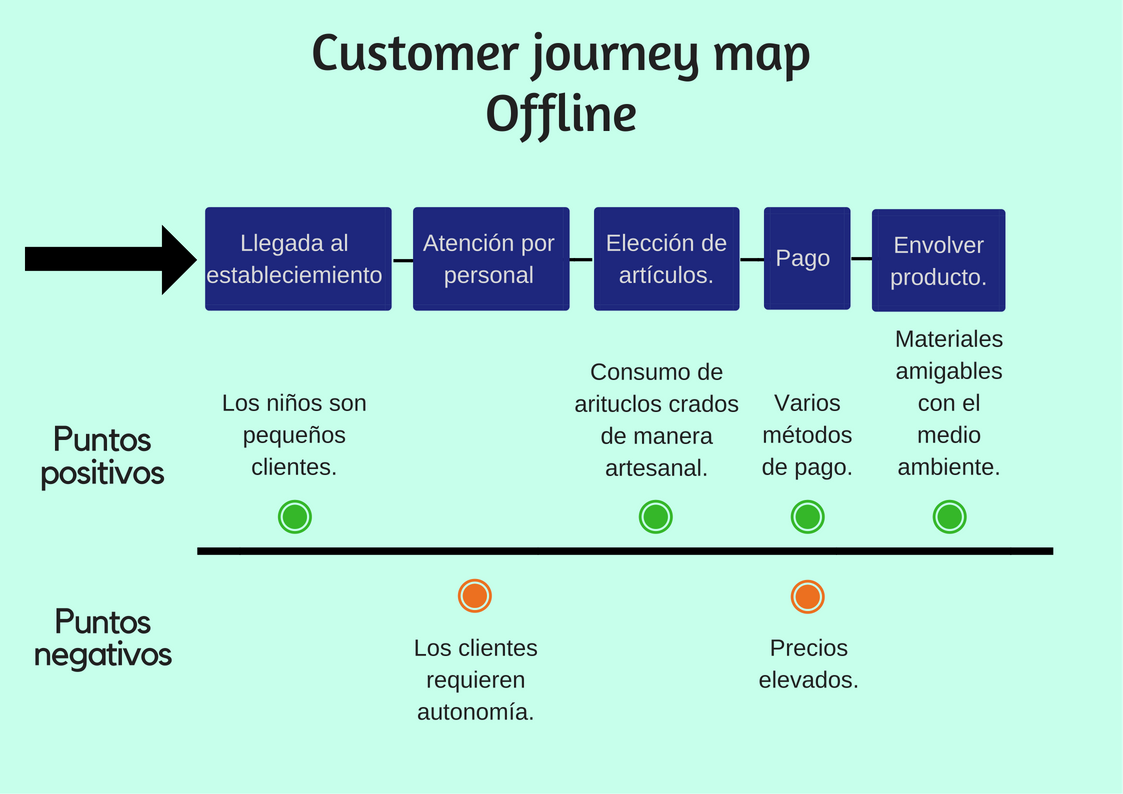 Customer journey map
Offline
Llegada al
estableciemiento
Atención por
personal
Elección de
artículos.
Pago
Envolver
producto.
Puntos
positivos
Los niños son
pequeños
clientes.
Consumo de
arituclos crados
de manera
artesanal.
Varios
métodos
de pago.
Materiales
amigables
con el
medio
ambiente.
Puntos
negativos
Los clientes
requieren
autonomía.
Precios
elevados.